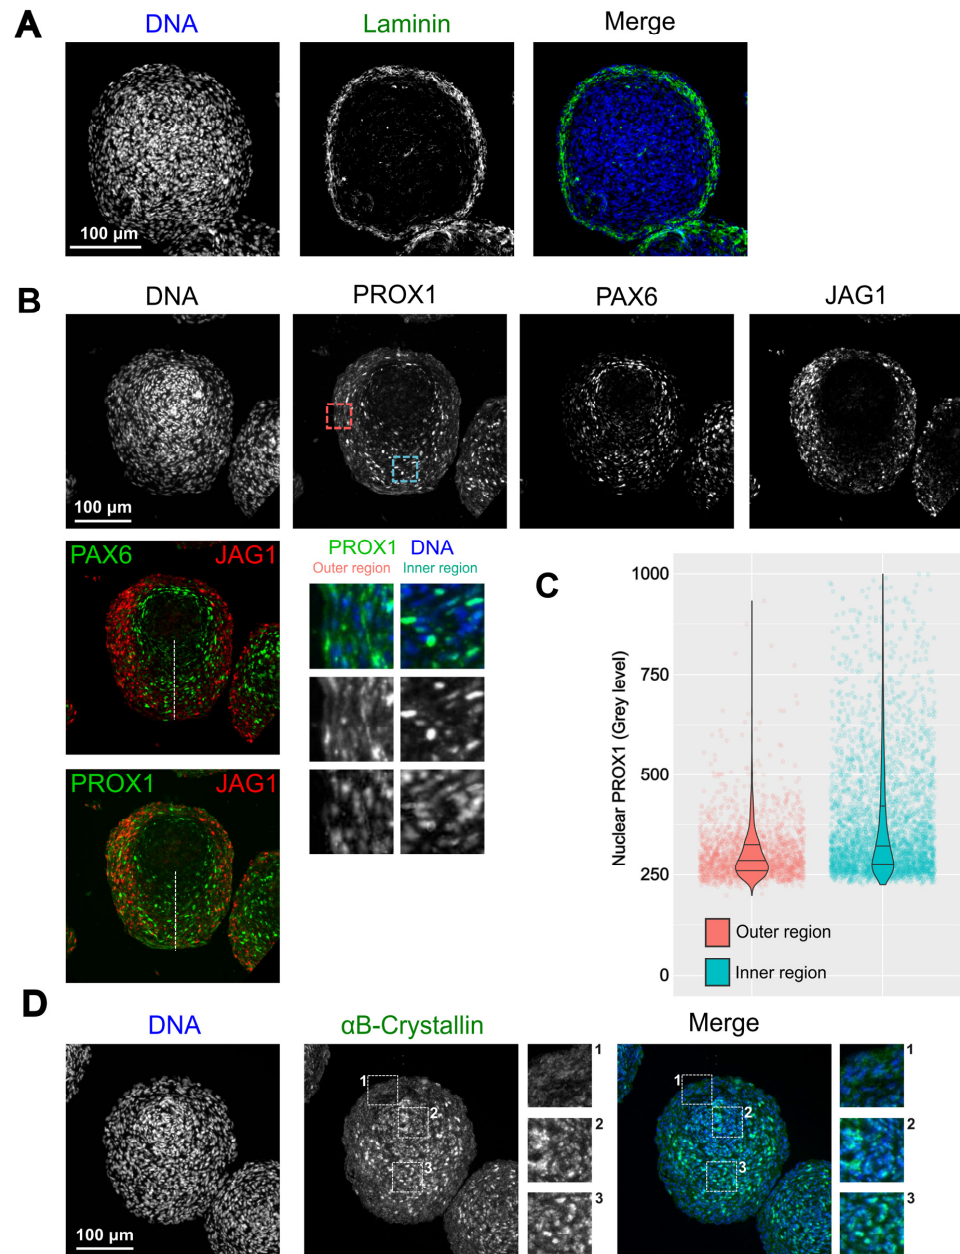 A
DNA Laminin Merge
100 μm
B
DNA PROX1 PAX6 JAG1
100 μm
PAX6 JAG1
PROX1 DNA
Outer region Inner region
PROX1 JAG1
C
Nuclear PROX1 (Grey level)
1000
750
500
250
0
Outer region
Inner region
D
DNA αB-Crystallin Merge
1
2
3
1
2
3
1
2
3
1
2
3
100 μm